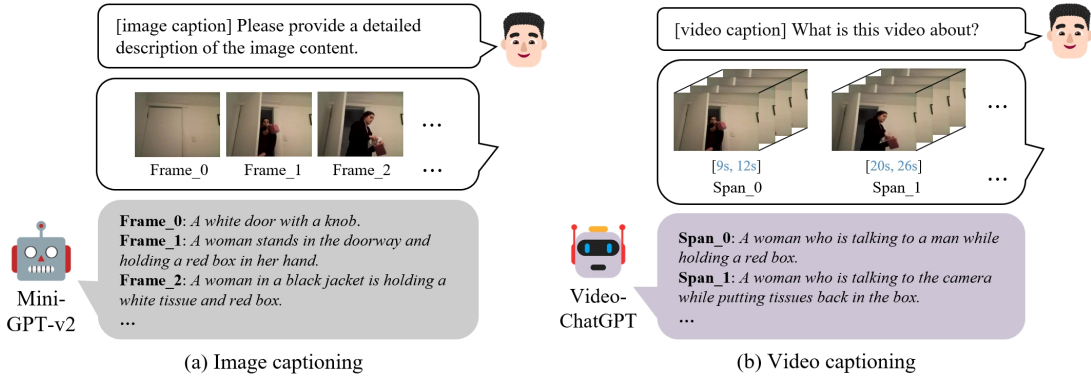 [image caption] Please provide a detailed
description of the image content.
Frame_0 Frame_1 Frame_2 ...
...
Frame_0: A white door with a knob.
Frame_1: A woman stands in the doorway and
holding a red box in her hand.
Frame_2: A woman in a black jacket is holding a
white tissue and red box.
...
Mini-
GPT-v2
(a) Image captioning
[video caption] What is this video about?
...
[9s, 12s] [20s, 26s]
Span_0 Span_1 ...
Span_0: A woman who is talking to a man while
holding a red box.
Span_1: A woman who is talking to the camera
while putting tissues back in the box.
...
Video-
ChatGPT
(b) Video captioning